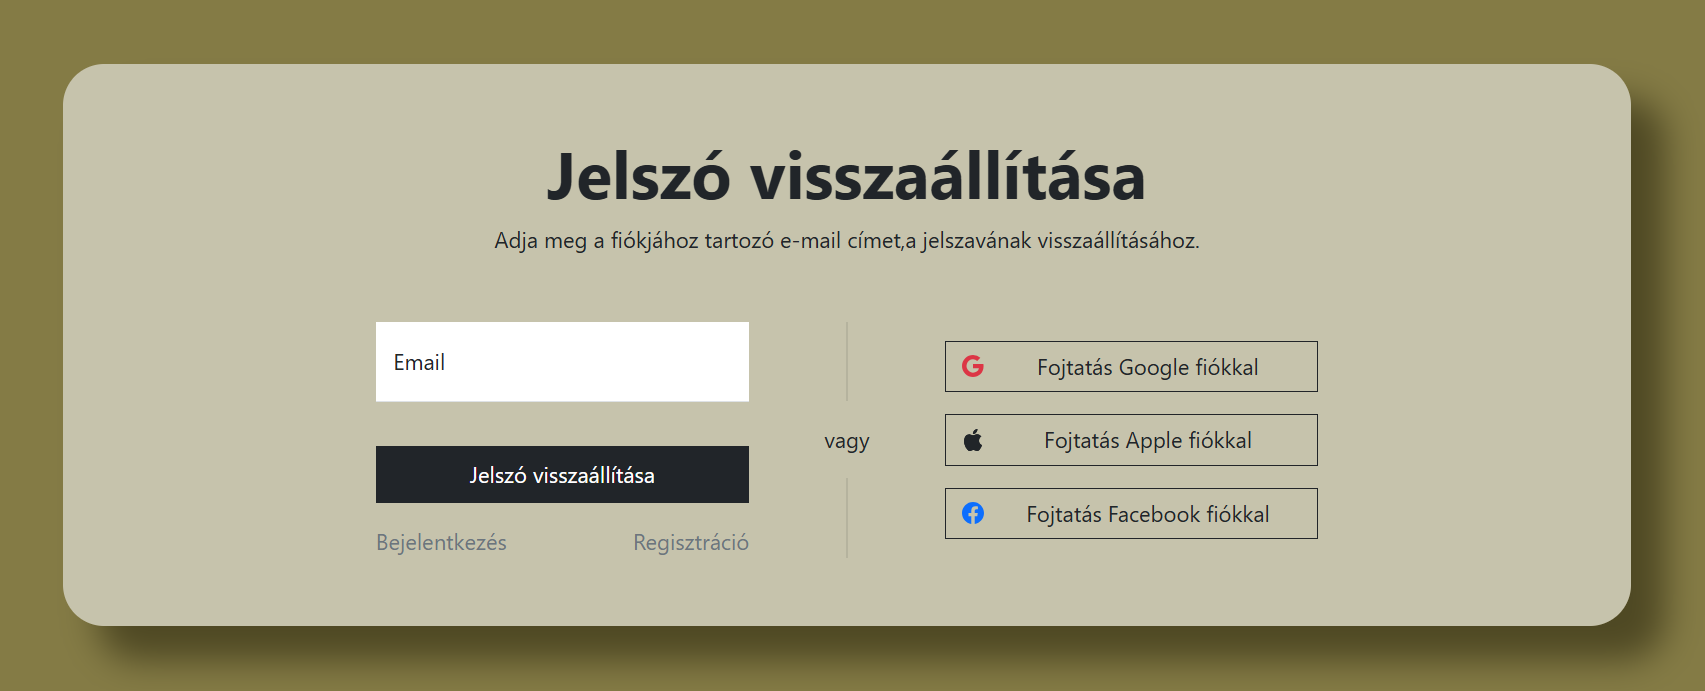 Jelszó visszaállítása
Adja meg a fiókjához tartozó e-mail címet,a jelszavának visszaállításához.
Email
Jelszó visszaállítása
Bejelentkezés
Regisztráció
vagy
Fojtatás Google fiókkal
Fojtatás Apple fiókkal
Fojtatás Facebook fiókkal